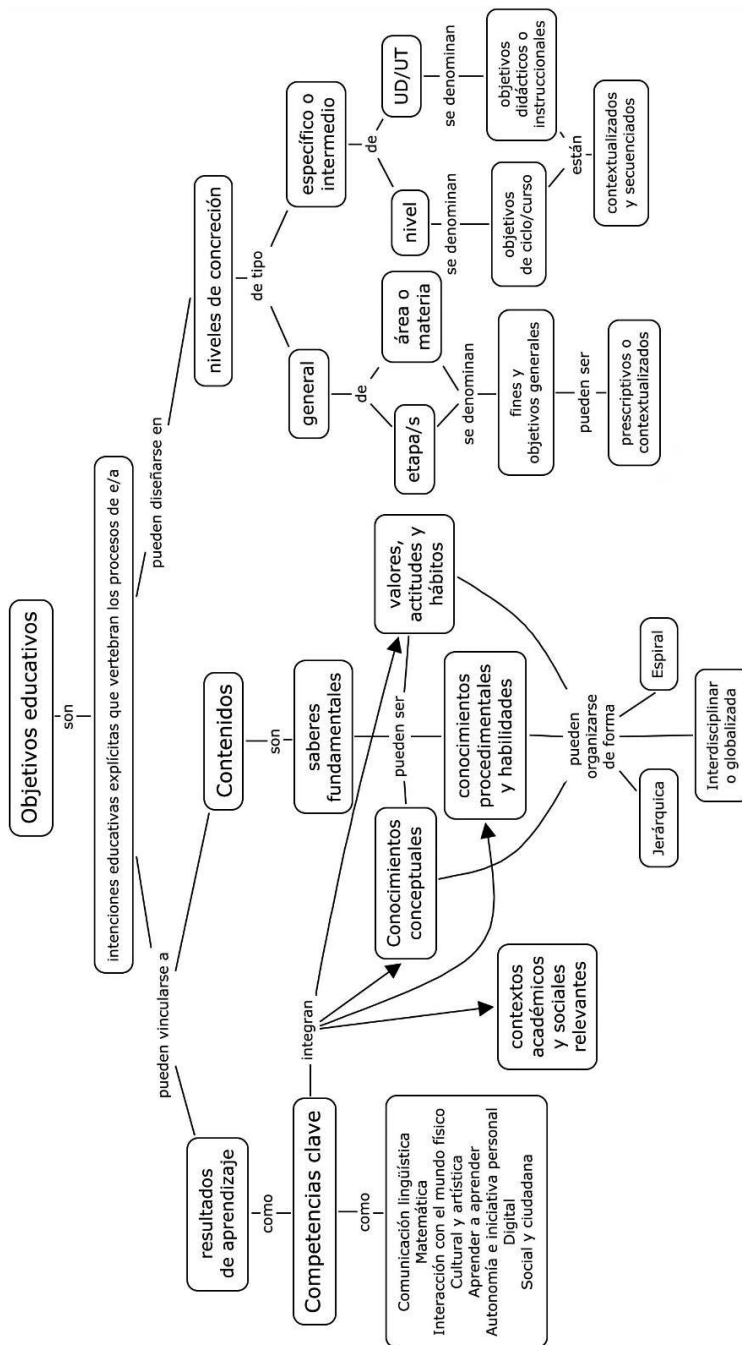 Objetivos educativos
son
intenciones educativas explícitas que vertebran los procesos de e/a
pueden vincularse a
pueden diseñarse en
resultados
de aprendizaje
como
Competencias clave
como
Comunicación lingüística
Matemática
Interacción con el mundo físico
Cultural y artística
Aprender a aprender
Autonomía e iniciativa personal
Digital
Social y ciudadana
integran
contextos
académicos
y sociales
relevantes
Contenidos
son
saberes
fundamentales
pueden ser
Conocimientos
conceptuales
conocimientos
procedimentales
y habilidades
valores,
actitudes y
hábitos
pueden
organizarse
de forma
Jerárquica
Interdisciplinar
o globalizada
Espiral
niveles de concreción
de tipo
general
de
etapa/s
área o
materia
se denominan
fines y
objetivos generales
pueden ser
prescriptivos o
contextualizados
específico o
intermedio
de
nivel
UD/UT
se denominan
se denominan
objetivos
de ciclo/curso
objetivos
didácticos o
instruccionales
están
contextualizados
y secuenciados